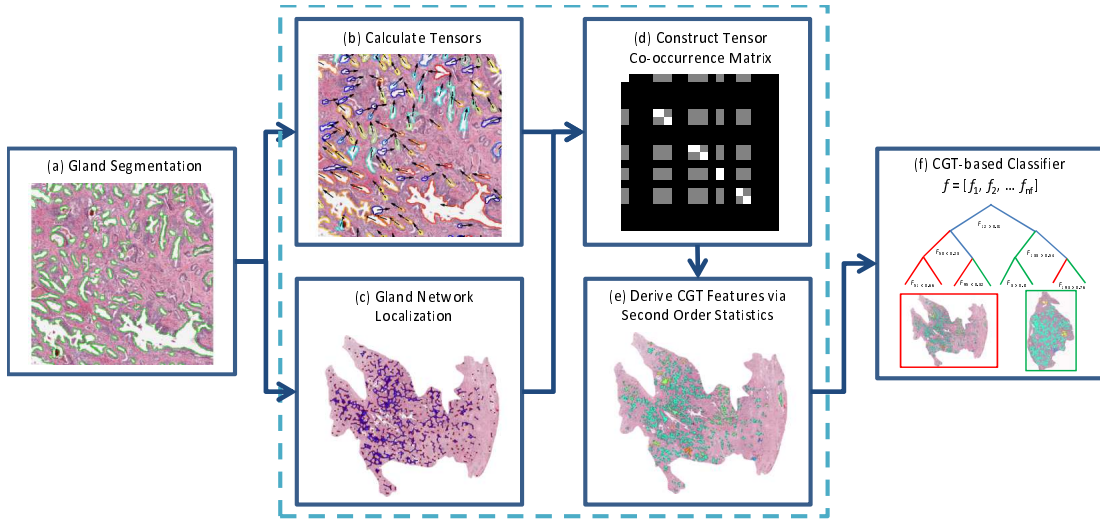 (a) Gland Segmentation
(b) Calculate Tensors
(c) Gland Network
Localization
(d) Construct Tensor
Co-occurrence Matrix
(e) Derive CGT Features via
Second Order Statistics
(f) CGT-based Classifier
f = [f1, f2, ... fnf]